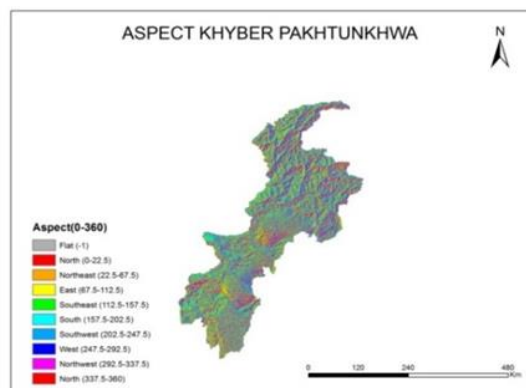 ASPECT KHYBER PAKHTUNKHWA
N
Aspect(0-360)
Flat (-1)
North (0-22.5)
Northeast (22.5-67.5)
East (67.5-112.5)
Southeast (112.5-157.5)
South (157.5-202.5)
Southwest (202.5-247.5)
West (247.5-292.5)
Northwest (292.5-337.5)
North (337.5-360)
0 120 240 480
Km